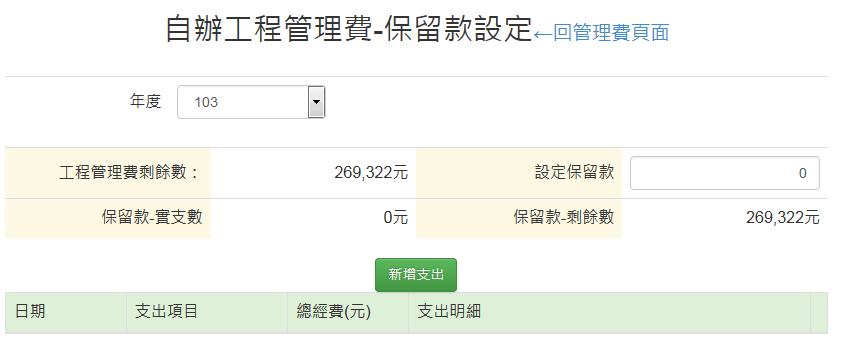 自辦工程管理費-保留款設定←回管理費頁面
年度 103
工程管理費剩餘數： 269,322元 設定保留款 0
保留款-實支數 0元 保留款-剩餘數 269,322元
新增支出
日期 支出項目 總經費(元) 支出明細